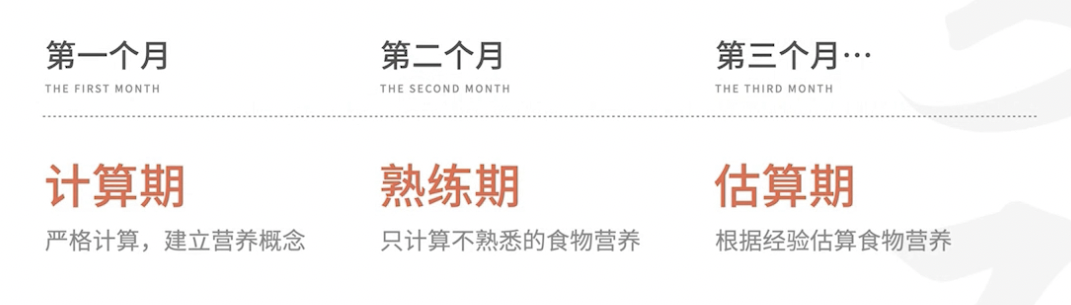 第一个月
THE FIRST MONTH
计算期
严格计算，建立营养概念
第二个月
THE SECOND MONTH
熟练期
只计算不熟悉的食物营养
第三个月…
THE THIRD MONTH
估算期
根据经验估算食物营养